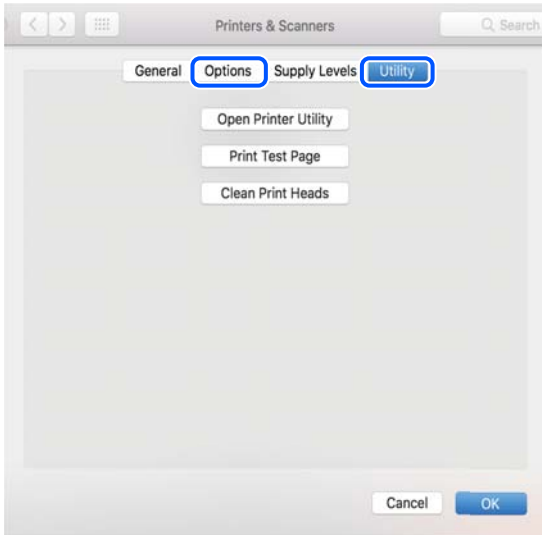 Printers & Scanners
Search
General Options Supply Levels Utility
Open Printer Utility
Print Test Page
Clean Print Heads
Cancel OK